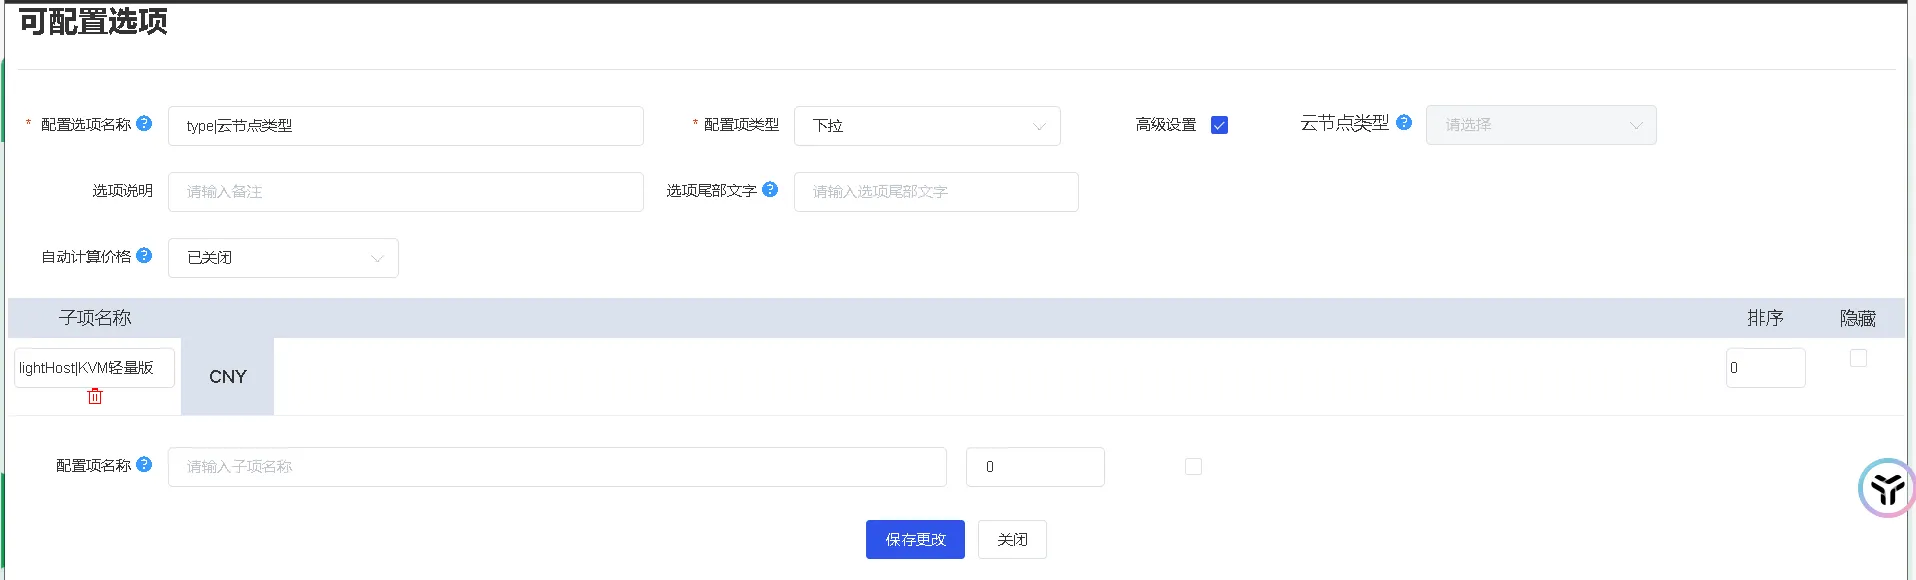 可配置选项
* 配置选项名称 ? type|云节点类型 * 配置项类型 下拉 高级设置 云节点类型 ? 请选择
选项说明 请输入备注 选项尾部文字 ? 请输入选项尾部文字
自动计算价格 ? 已关闭
子项名称 排序 隐藏
lightHost|KVM轻量版 CNY 0
配置项名称 ? 请输入子项名称 0
保存更改 关闭